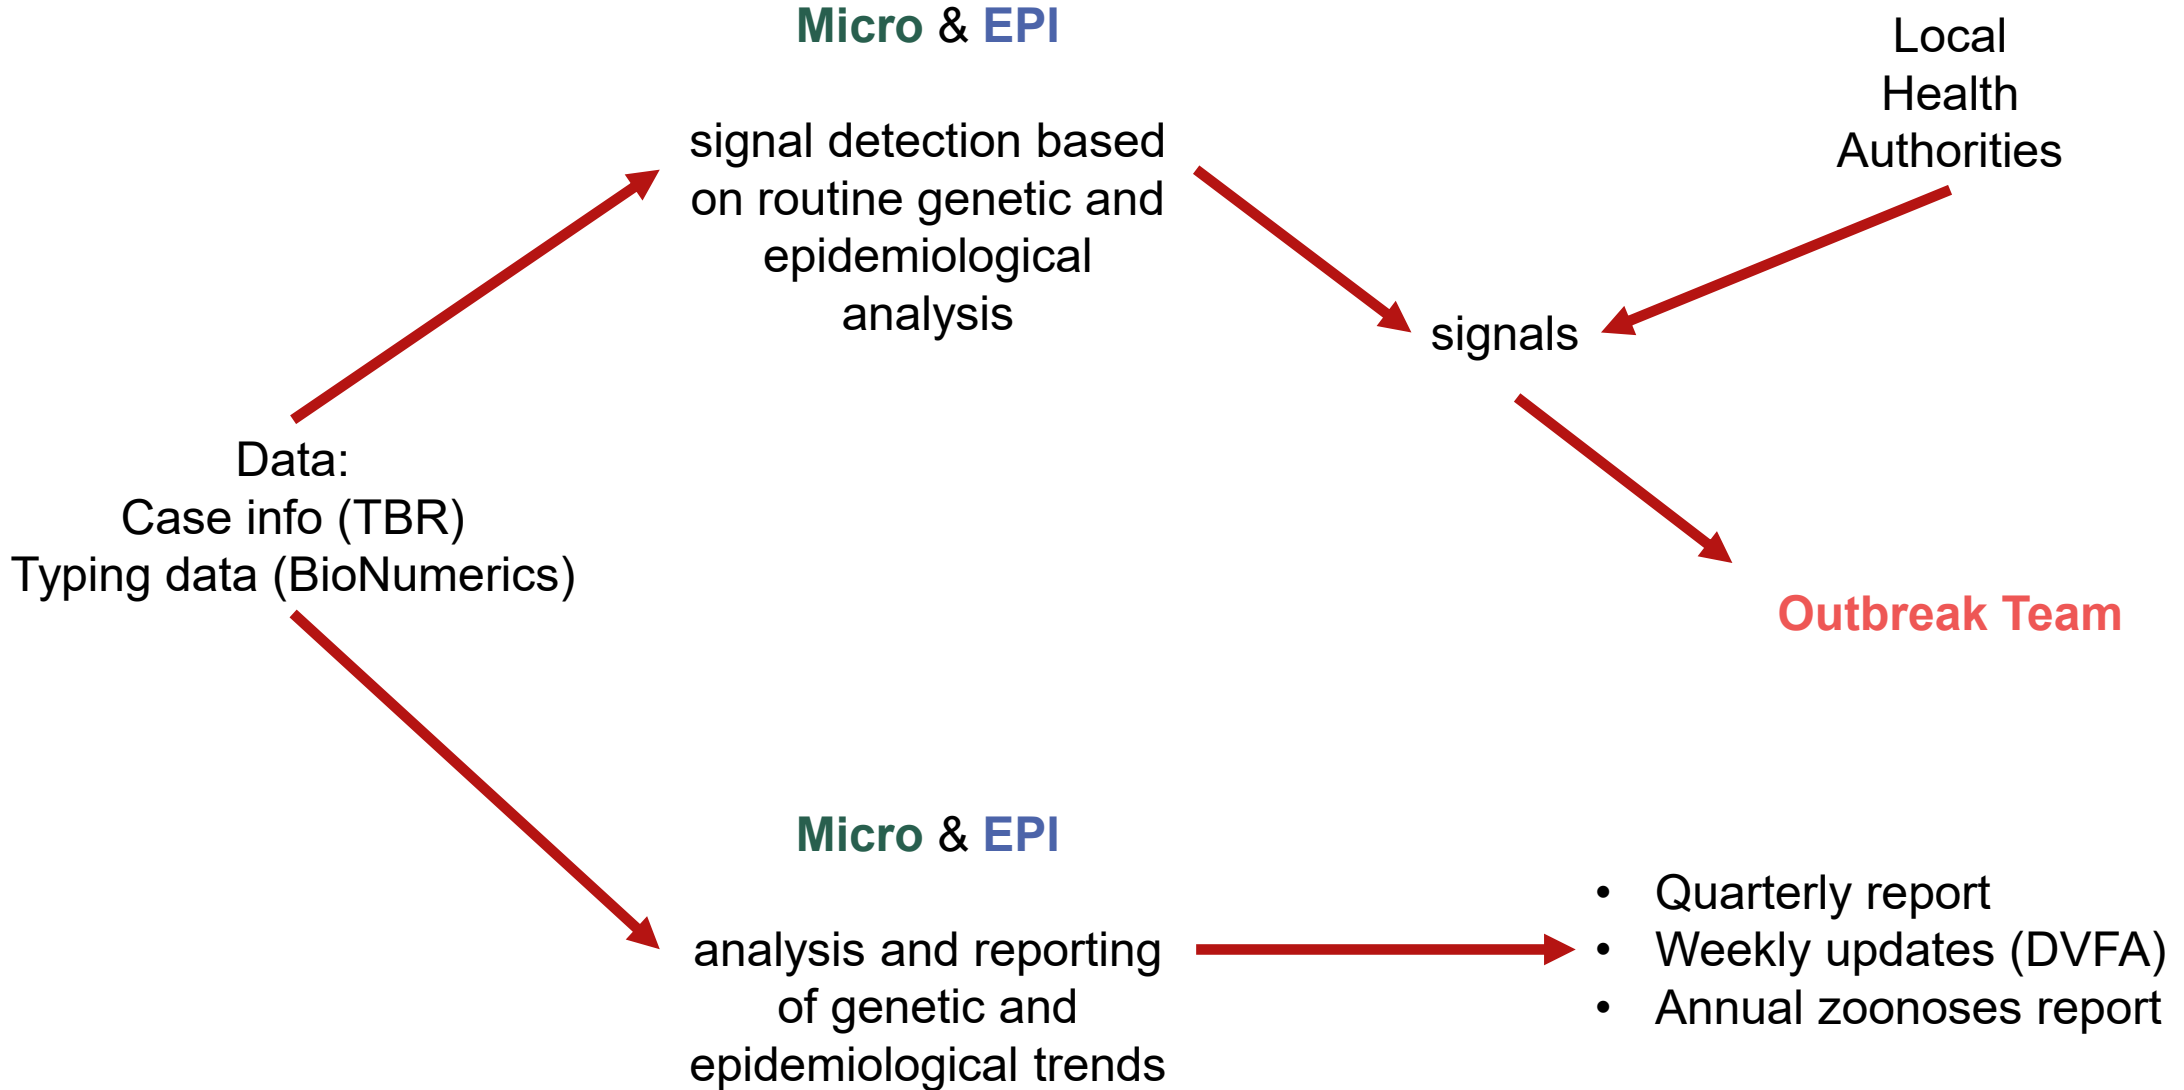 Micro & EPI
signal detection based
on routine genetic and
epidemiological
analysis
Local
Health
Authorities
signals
Data:
Case info (TBR)
Typing data (BioNumerics)
Outbreak Team
Micro & EPI
analysis and reporting
of genetic and
epidemiological trends
• Quarterly report
• Weekly updates (DVFA)
• Annual zoonoses report